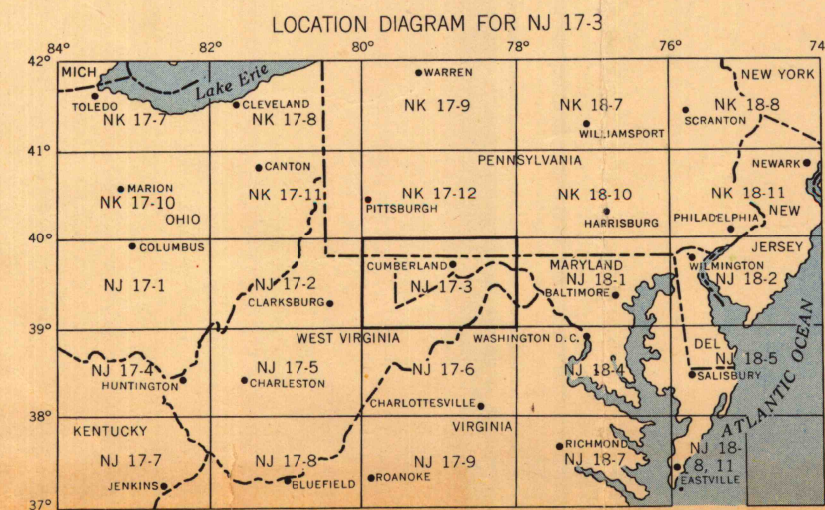 LOCATION DIAGRAM FOR NJ 17-3
84° 82° 80° 78° 76° 74
42° MICH Lake Erie WARREN NEW YORK
TOLEDO CLEVELAND NK 17-9 NK 18-7 NK 18-8
NK 17-7 NK 17-8 WILLIAMSPORT SCRANTON
41° PENNSYLVANIA NEWARK
CANTON
MARION NK 17-11 NK 17-12 NK 18-10 NK 18-11
NK 17-10 PITTSBURGH HARRISBURG PHILADELPHIA NEW
OHIO
40° COLUMBUS JERSEY
CUMBERLAND MARYLAND WILMINGTON
NJ 17-1 NJ 17-2 NJ 17-3 NJ 18-1 NJ 18-2
CLARKSBURG BALTIMORE
39° WEST VIRGINIA WASHINGTON D.C. DEL
NJ 17-4 NJ 17-5 NJ 17-6 NJ 18-4 NJ 18-5
HUNTINGTON CHARLESTON SALISBURY
38° CHARLOTTESVILLE ATLANTIC OCEAN
KENTUCKY VIRGINIA
RICHMOND NJ 18-
NJ 17-7 NJ 17-8 NJ 17-9 NJ 18-7 8, 11
JENKINS BLUEFIELD ROANOKE EASTVILLE
37°